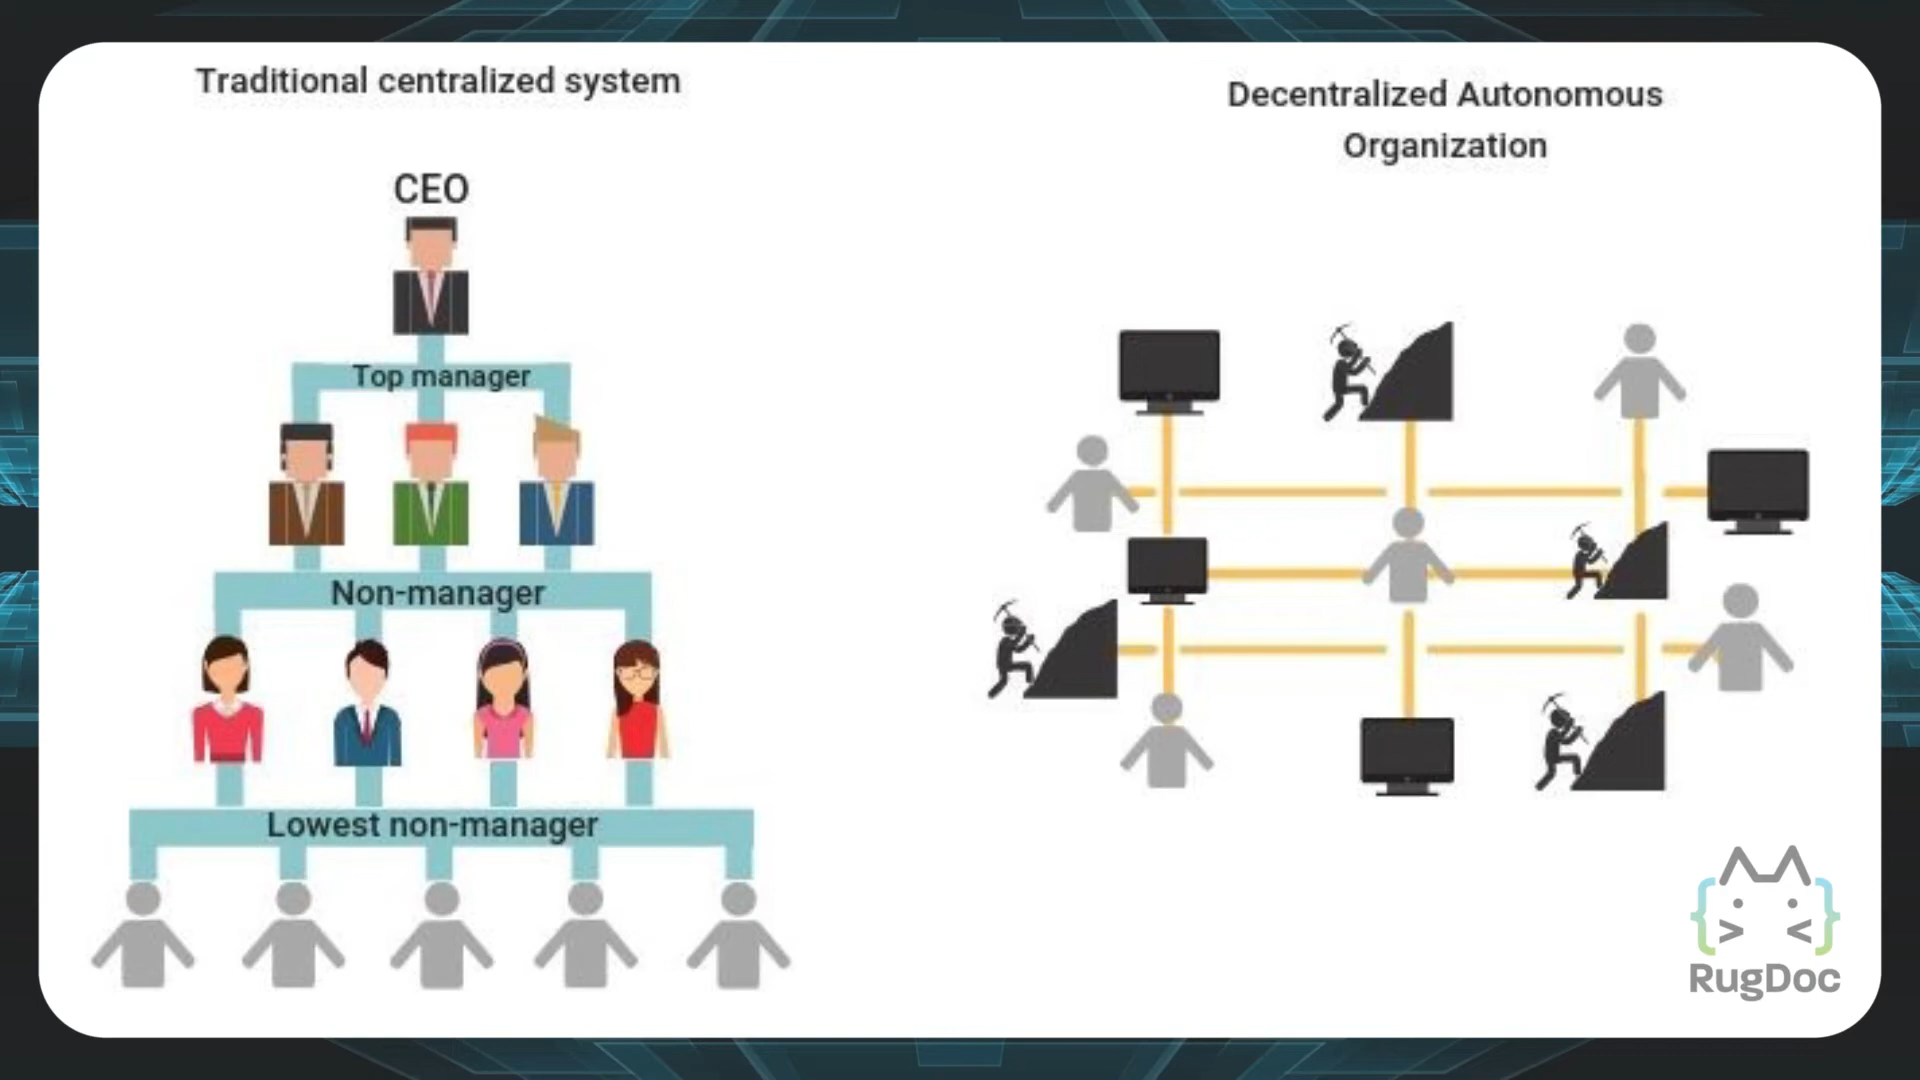 Traditional centralized system
CEO
Top manager
Non-manager
Lowest non-manager
Decentralized Autonomous
Organization
RugDoc